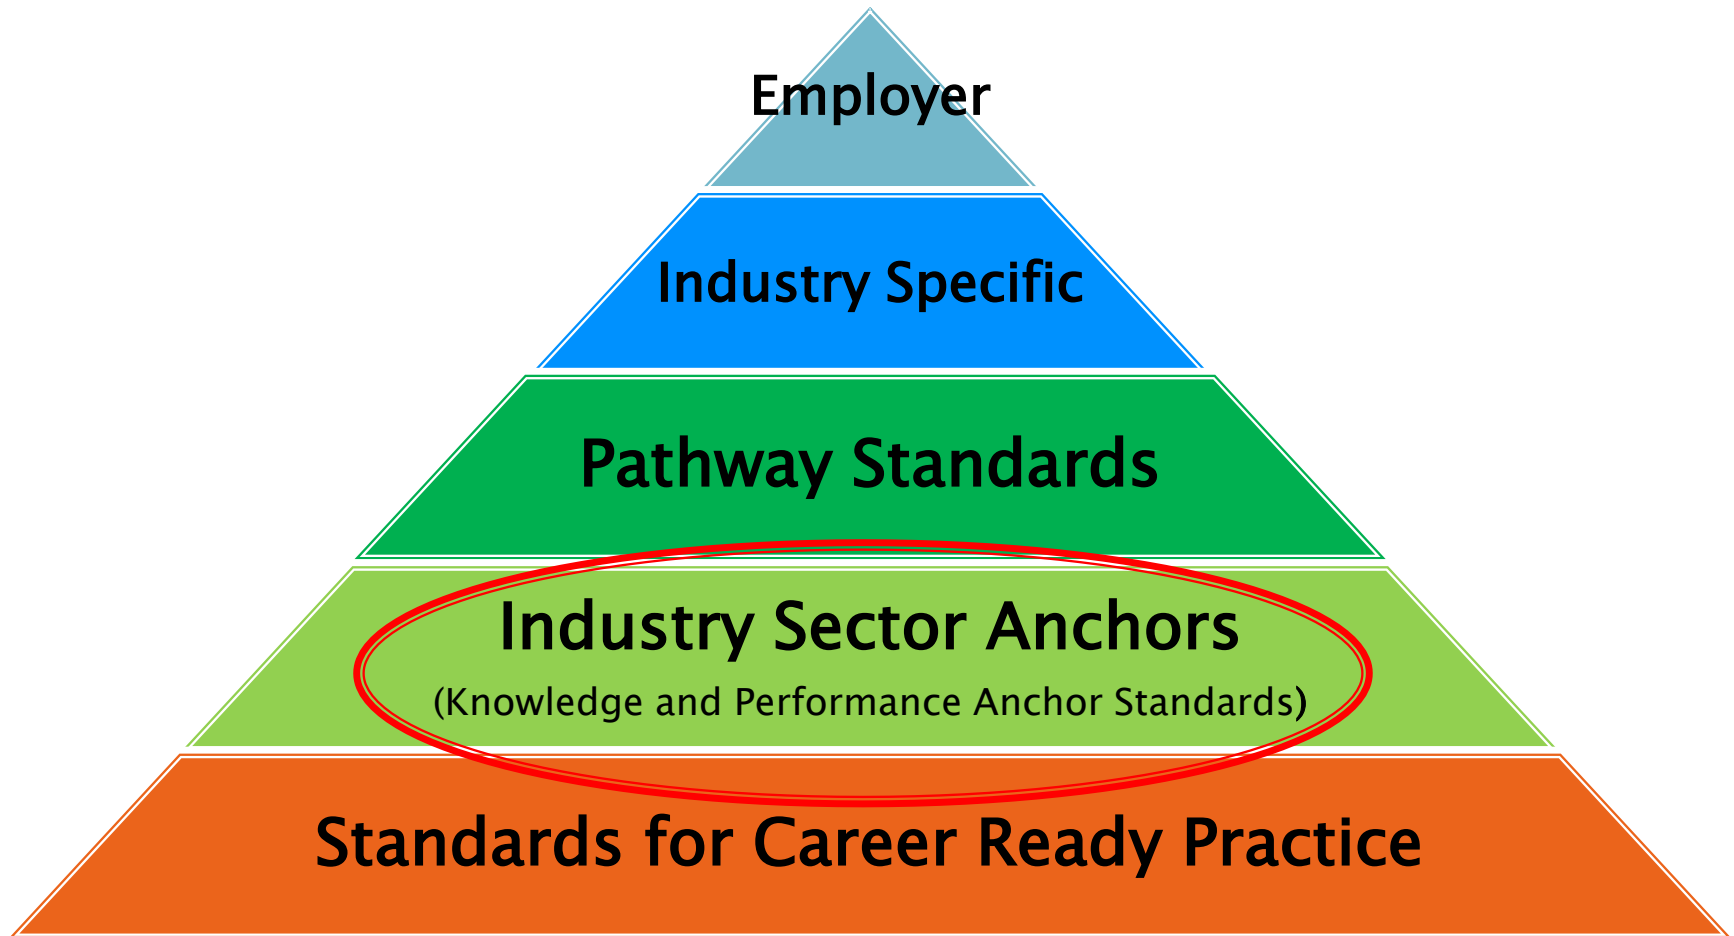 Employer
Industry Specific
Pathway Standards
Industry Sector Anchors
(Knowledge and Performance Anchor Standards)
Standards for Career Ready Practice